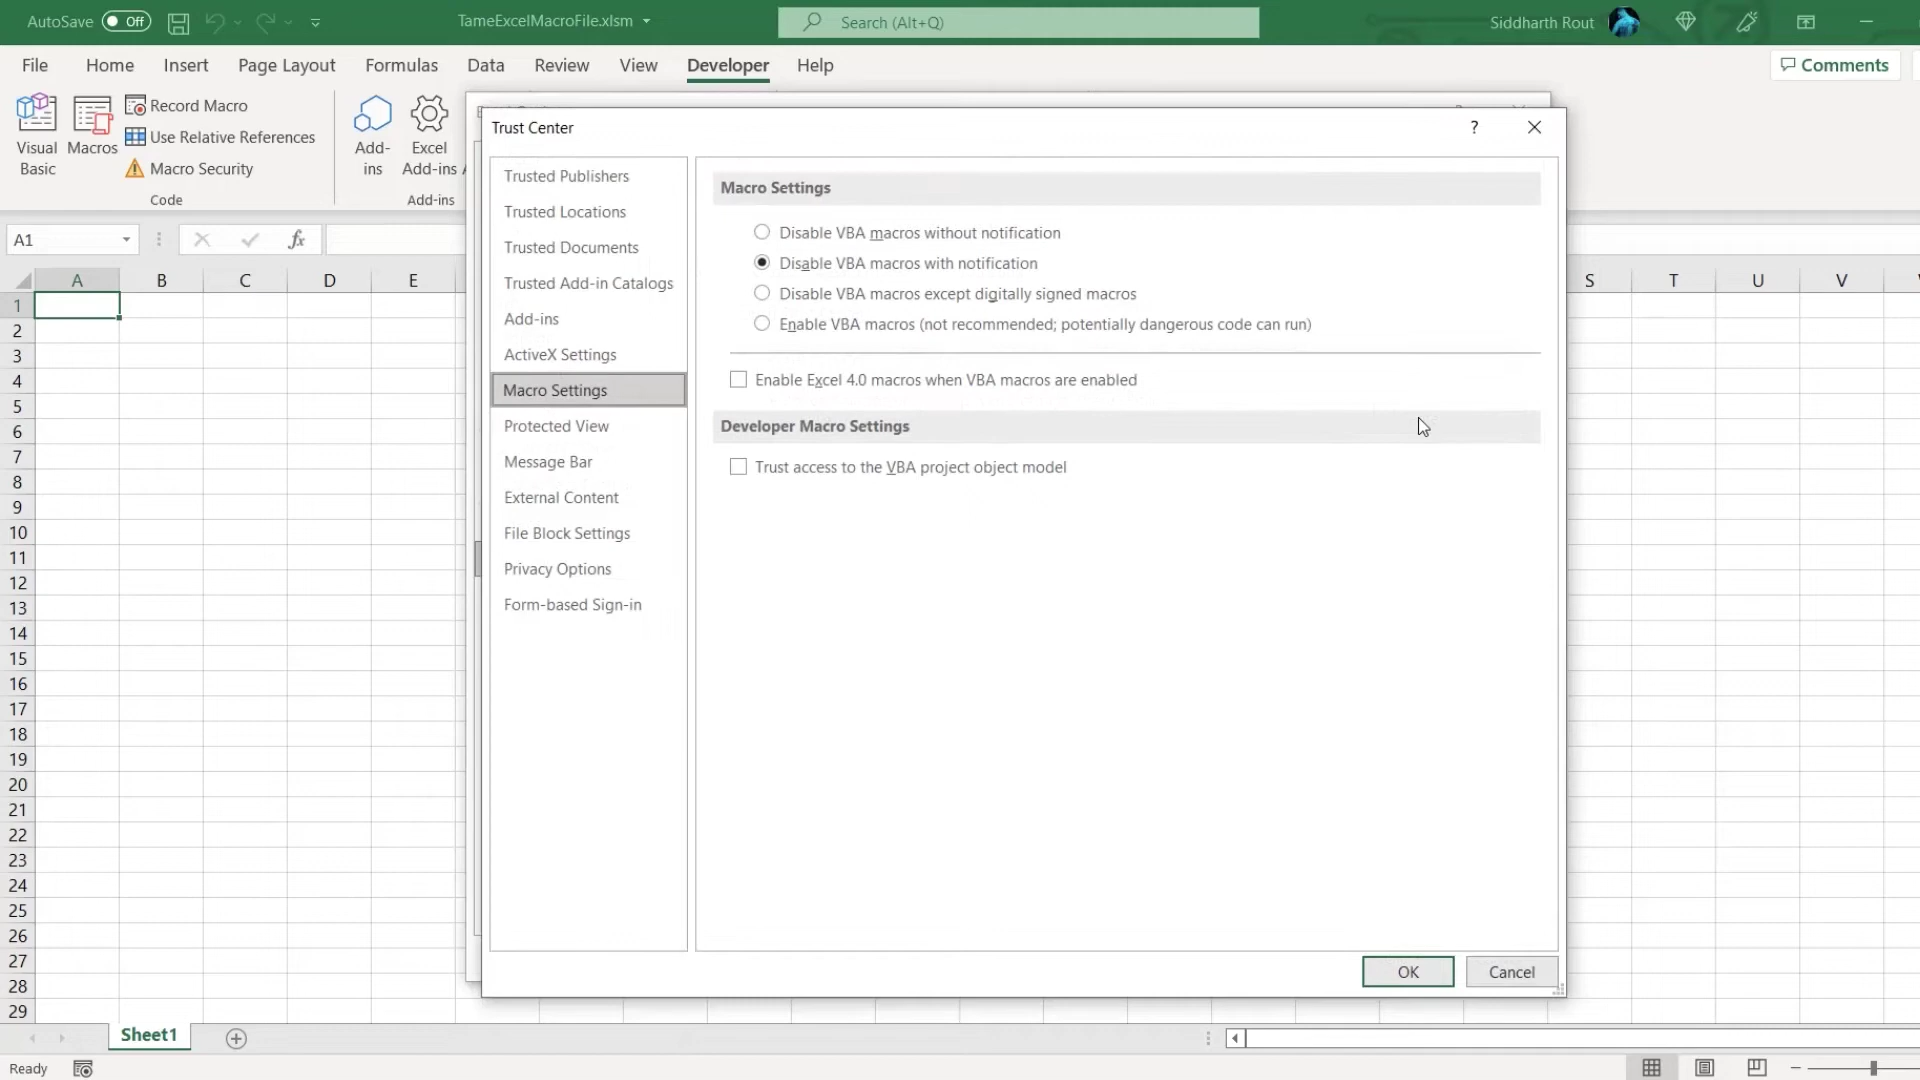 AutoSave Off
TameExcelMacroFile.xlsm
Search (Alt+Q)
Siddharth Rout
File Home Insert Page Layout Formulas Data Review View Developer Help
Comments
Visual Basic
Macros
Record Macro
Use Relative References
Macro Security
Code
Add-ins
Excel Add-ins
Add-ins
Trust Center
?
Trusted Publishers
Trusted Locations
Trusted Documents
Trusted Add-in Catalogs
Add-ins
ActiveX Settings
Macro Settings
Protected View
Message Bar
External Content
File Block Settings
Privacy Options
Form-based Sign-in
Macro Settings
Disable VBA macros without notification
Disable VBA macros with notification
Disable VBA macros except digitally signed macros
Enable VBA macros (not recommended; potentially dangerous code can run)
Enable Excel 4.0 macros when VBA macros are enabled
Developer Macro Settings
Trust access to the VBA project object model
OK Cancel
A1
fx
A B C D E S T U V
1
2
3
4
5
6
7
8
9
10
11
12
13
14
15
16
17
18
19
20
21
22
23
24
25
26
27
28
29
Sheet1
Ready